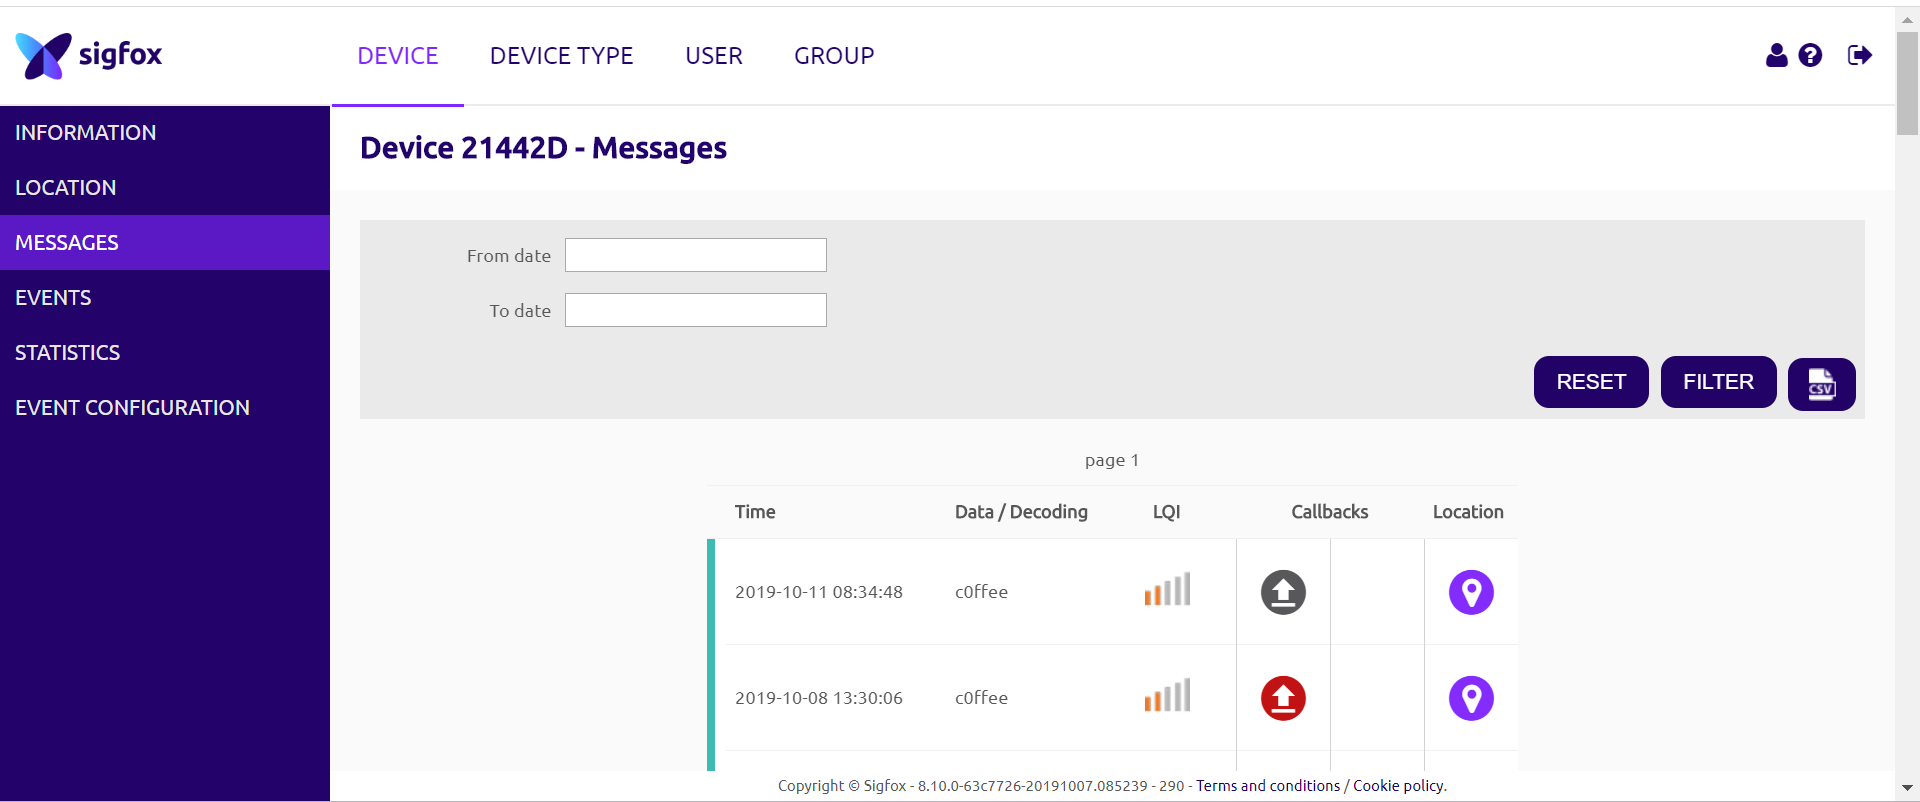 sigfox
DEVICE DEVICE TYPE USER GROUP
INFORMATION
LOCATION
MESSAGES
EVENTS
STATISTICS
EVENT CONFIGURATION
Device 21442D - Messages
From date
To date
RESET FILTER CSV
page 1
Time Data / Decoding LQI Callbacks Location
2019-10-11 08:34:48 c0ffee
2019-10-08 13:30:06 c0ffee
Copyright © Sigfox - 8.10.0-63c7726-20191007.085239 - 290 - Terms and conditions / Cookie policy.